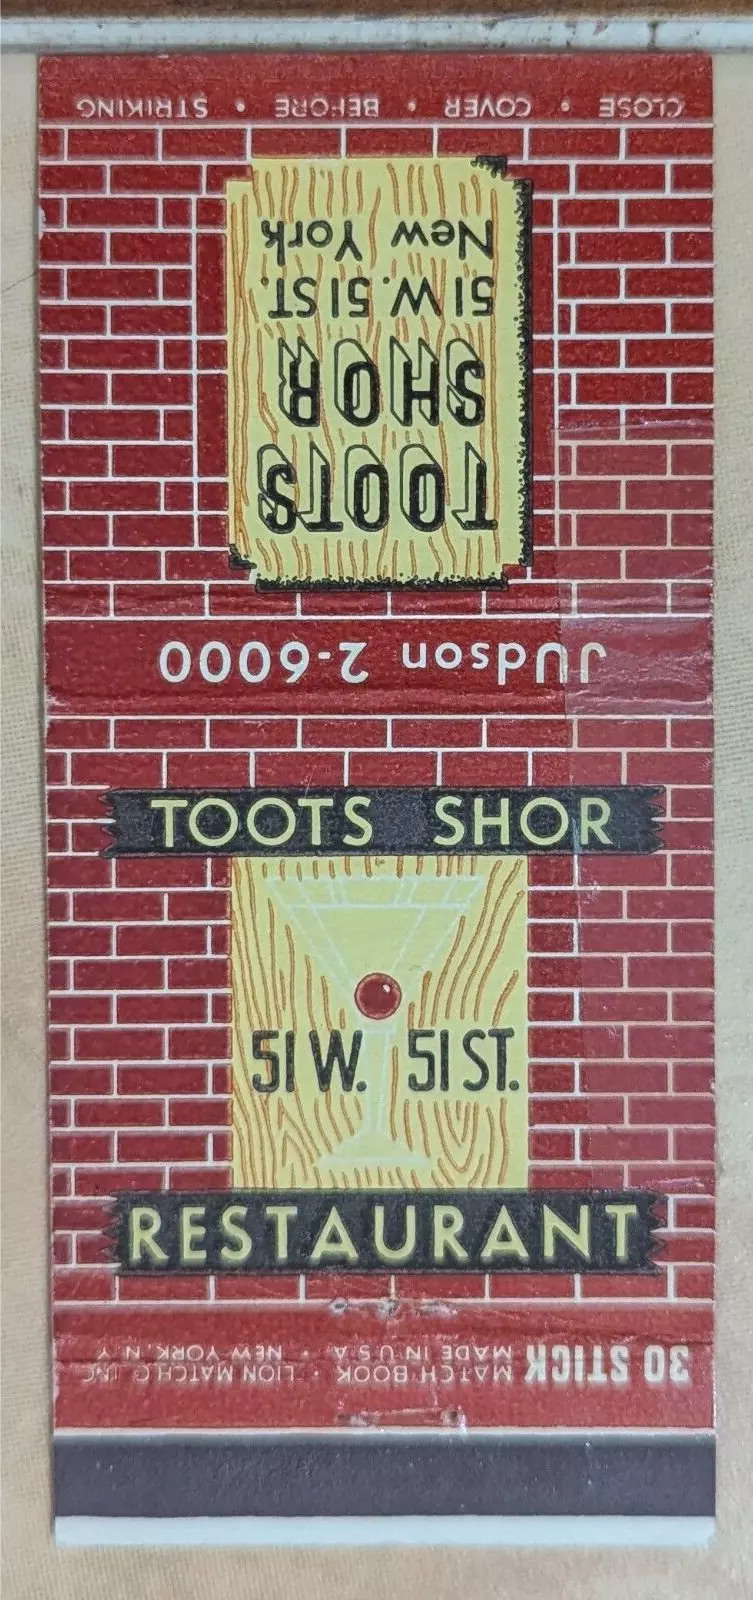 CLOSE • COVER • BEFORE • STRIKING
New York
51 W. 51 ST.
SHOR
TOOTS
JUdson 2-6000
TOOTS SHOR
51 W. 51 ST.
RESTAURANT
30 STICK MATCH BOOK • LION MATCH C INC
MADE IN U.S.A. • NEW YORK, N.Y.